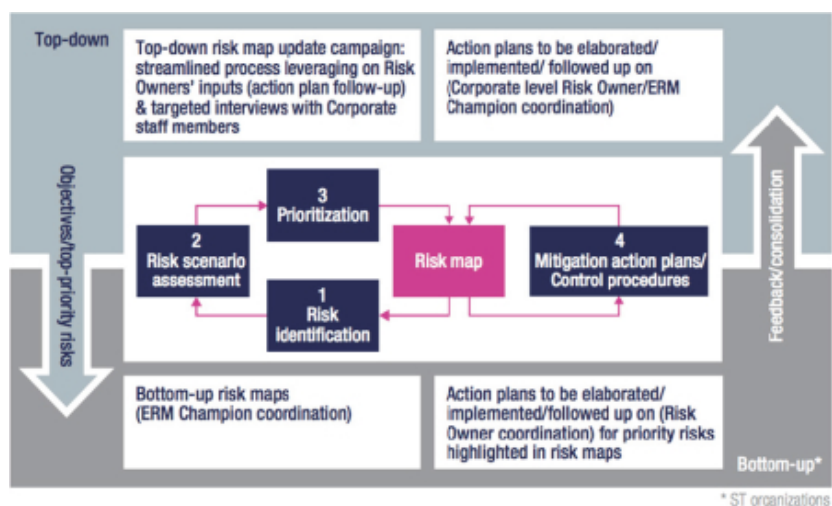 Top-down
Top-down risk map update campaign:
streamlined process leveraging on Risk
Owners' inputs (action plan follow-up)
& targeted interviews with Corporate
staff members
Action plans to be elaborated/
implemented/ followed up on
(Corporate level Risk Owner/ERM
Champion coordination)
Objectives/top-priority risks
3
Prioritization
2
Risk scenario
assessment
Risk map
4
Mitigation action plans/
Control procedures
1
Risk
identification
Feedback/consolidation
Bottom-up risk maps
(ERM Champion coordination)
Action plans to be elaborated/
implemented/followed up on (Risk
Owner coordination) for priority risks
highlighted in risk maps
Bottom-up*
* ST organizations